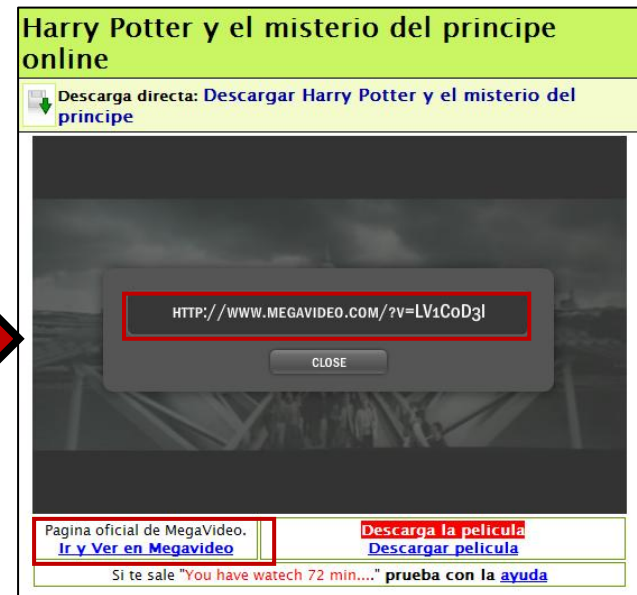 Harry Potter y el misterio del principe
online
Descarga directa: Descargar Harry Potter y el misterio del
principe
HTTP://WWW.MEGAVIDEO.COM/?V=LV1CoD3I
CLOSE
Pagina oficial de MegaVideo.
Ir y Ver en Megavideo
Descarga la pelicula
Descargar pelicula
Si te sale "You have watech 72 min...." prueba con la ayuda